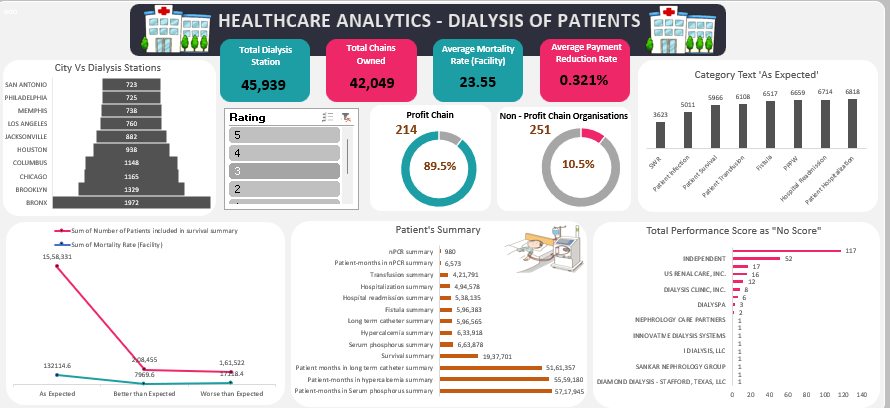 HEALTHCARE ANALYTICS - DIALYSIS OF PATIENTS
Total Dialysis
Station
45,939
Total Chains
Owned
42,049
Average Mortality
Rate (Facility)
23.55
Average Payment
Reduction Rate
0.321%
City Vs Dialysis Stations
SAN ANTONIO 723
PHILADELPHIA 725
MEMPHIS 738
LOS ANGELES 760
JACKSONVILLE 882
HOUSTON 938
COLUMBUS 1148
CHICAGO 1165
BROOKLYN 1329
BRONX 1972
Rating
5
4
3
2
Profit Chain
214
89.5%
Non - Profit Chain Organisations
251
10.5%
Category Text 'As Expected'
3623 5011 5966 6108 6517 6659 6714 6818
SWR Patient Infection Patient Survival Patient Transfusion Fistula PPPW Hospital Readmission Patient Hospitalization
Sum of Number of Patients included in survival summary
Sum of Mortality Rate (Facility)
15,58,331
2,08,455
1,61,522
132114.6
7969.6
17218.4
As Expected Better than Expected Worse than Expected
Patient's Summary
nPCR summary 980
Patient-months in nPCR summary 6,573
Transfusion summary 4,21,791
Hospitalization summary 4,94,578
Hospital readmission summary 5,38,135
Fistula summary 5,96,383
Long term catheter summary 5,96,565
Hypercalcemia summary 6,33,918
Serum phosphorus summary 6,63,878
Survival summary 19,37,701
Patient months in long term catheter summary 51,61,357
Patient-months in hypercalcemia summary 55,59,180
Patient-months in Serum phosphorus summary 57,17,945
Total Performance Score as "No Score"
117
INDEPENDENT 52
17
US RENAL CARE, INC. 16
12
DIALYSIS CLINIC, INC. 8
6
DIALYSPA 3
2
NEPHROLOGY CARE PARTNERS 1
1
INNOVATIVE DIALYSIS SYSTEMS 1
1
I DIALYSIS, LLC 1
1
SANKAR NEPHROLOGY GROUP 1
1
DIAMOND DIALYSIS - STAFFORD, TEXAS, LLC 1
0 20 40 60 80 100 120 140